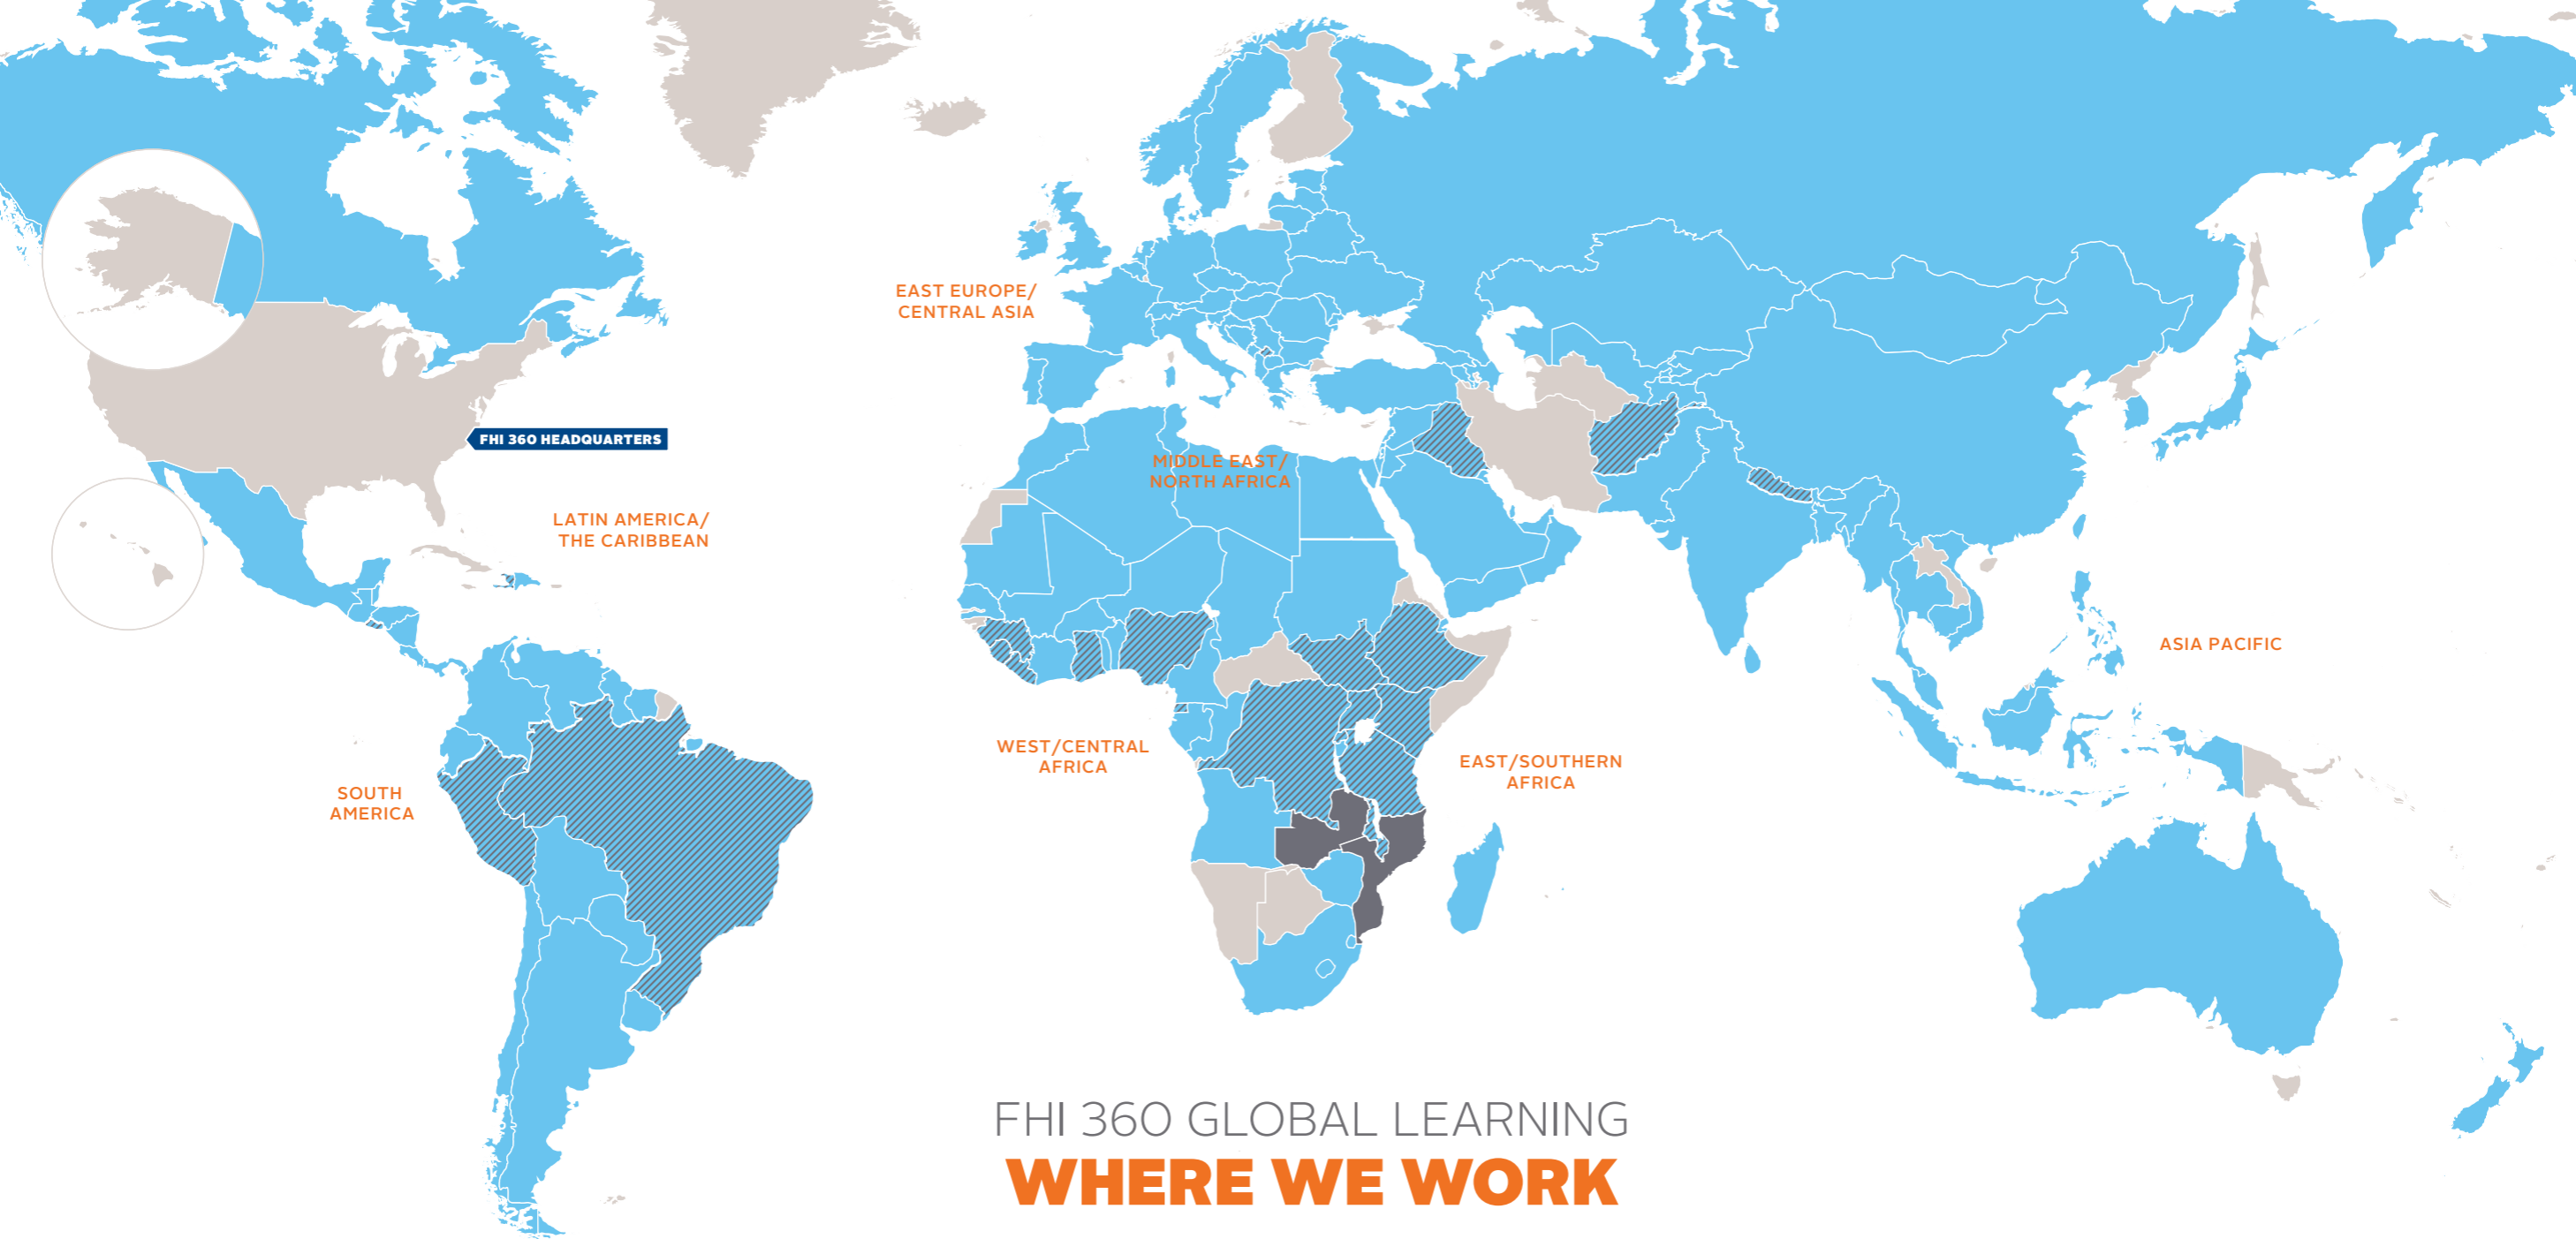 EAST EUROPE/
CENTRAL ASIA
FHI 360 HEADQUARTERS
MIDDLE EAST/
NORTH AFRICA
LATIN AMERICA/
THE CARIBBEAN
ASIA PACIFIC
WEST/CENTRAL
AFRICA
EAST/SOUTHERN
AFRICA
SOUTH
AMERICA
FHI 360 GLOBAL LEARNING
WHERE WE WORK